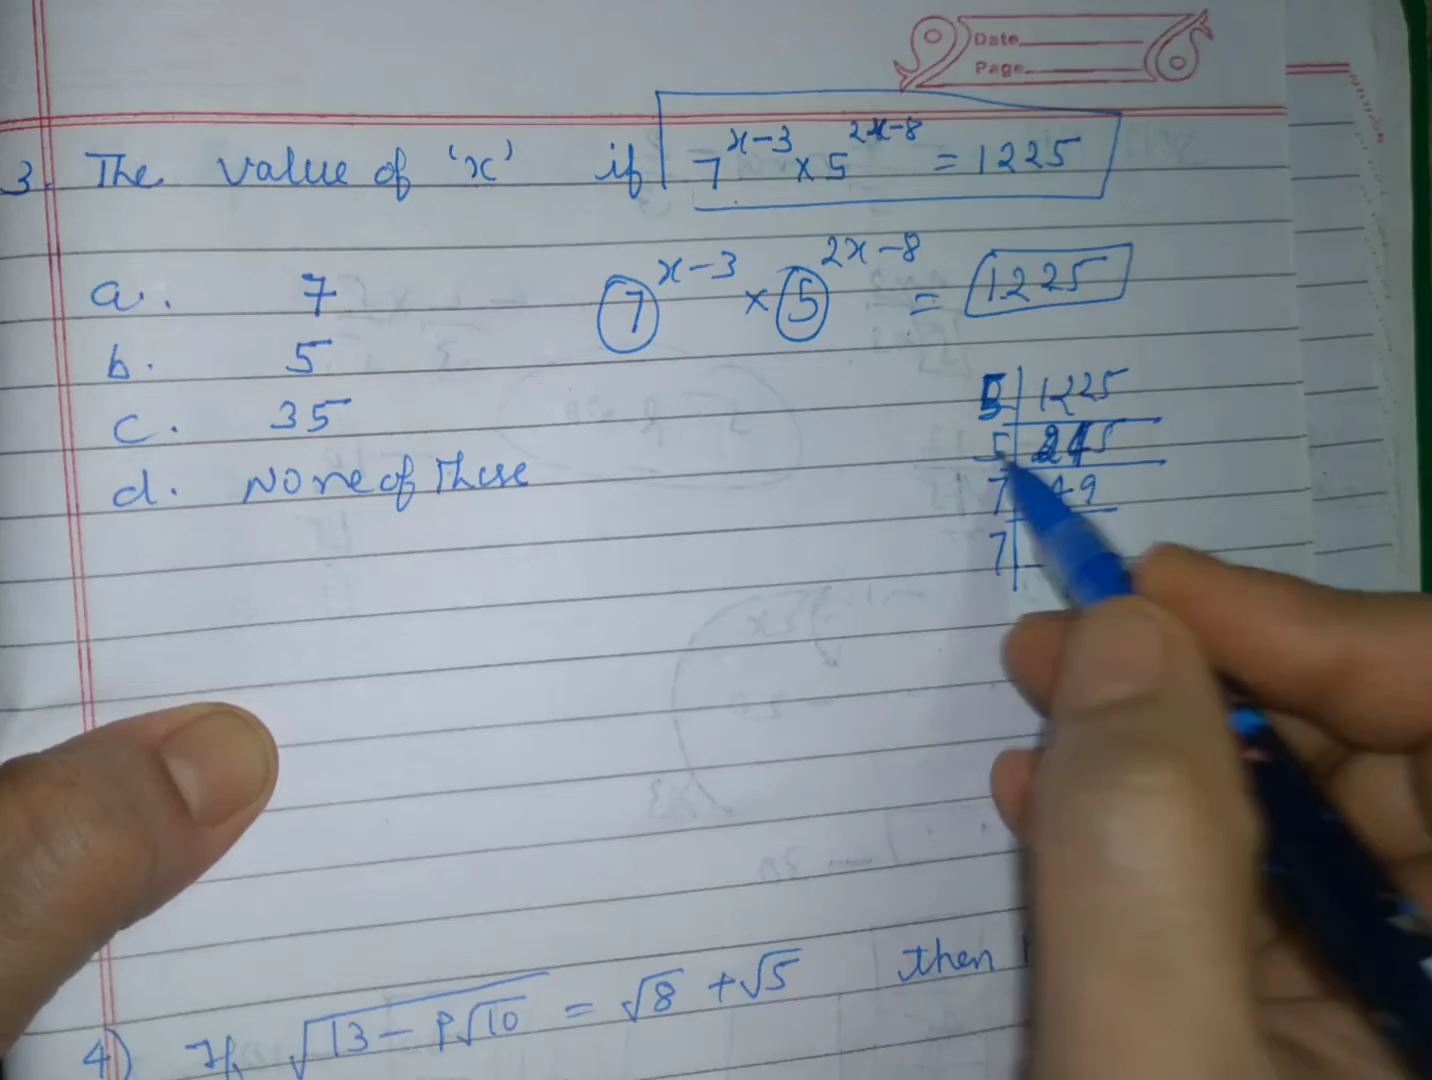 Date
Page
3. The value of 'x' if 7^{x-3} × 5^{2x-8} = 1225
a. 7
7^{x-3} × 5^{2x-8} = 1225
b. 5
c. 35
d. None of these
5 | 1225
5 | 245
7 | 49
7 |
4) If √(13 - P√10) = √8 + √5 then